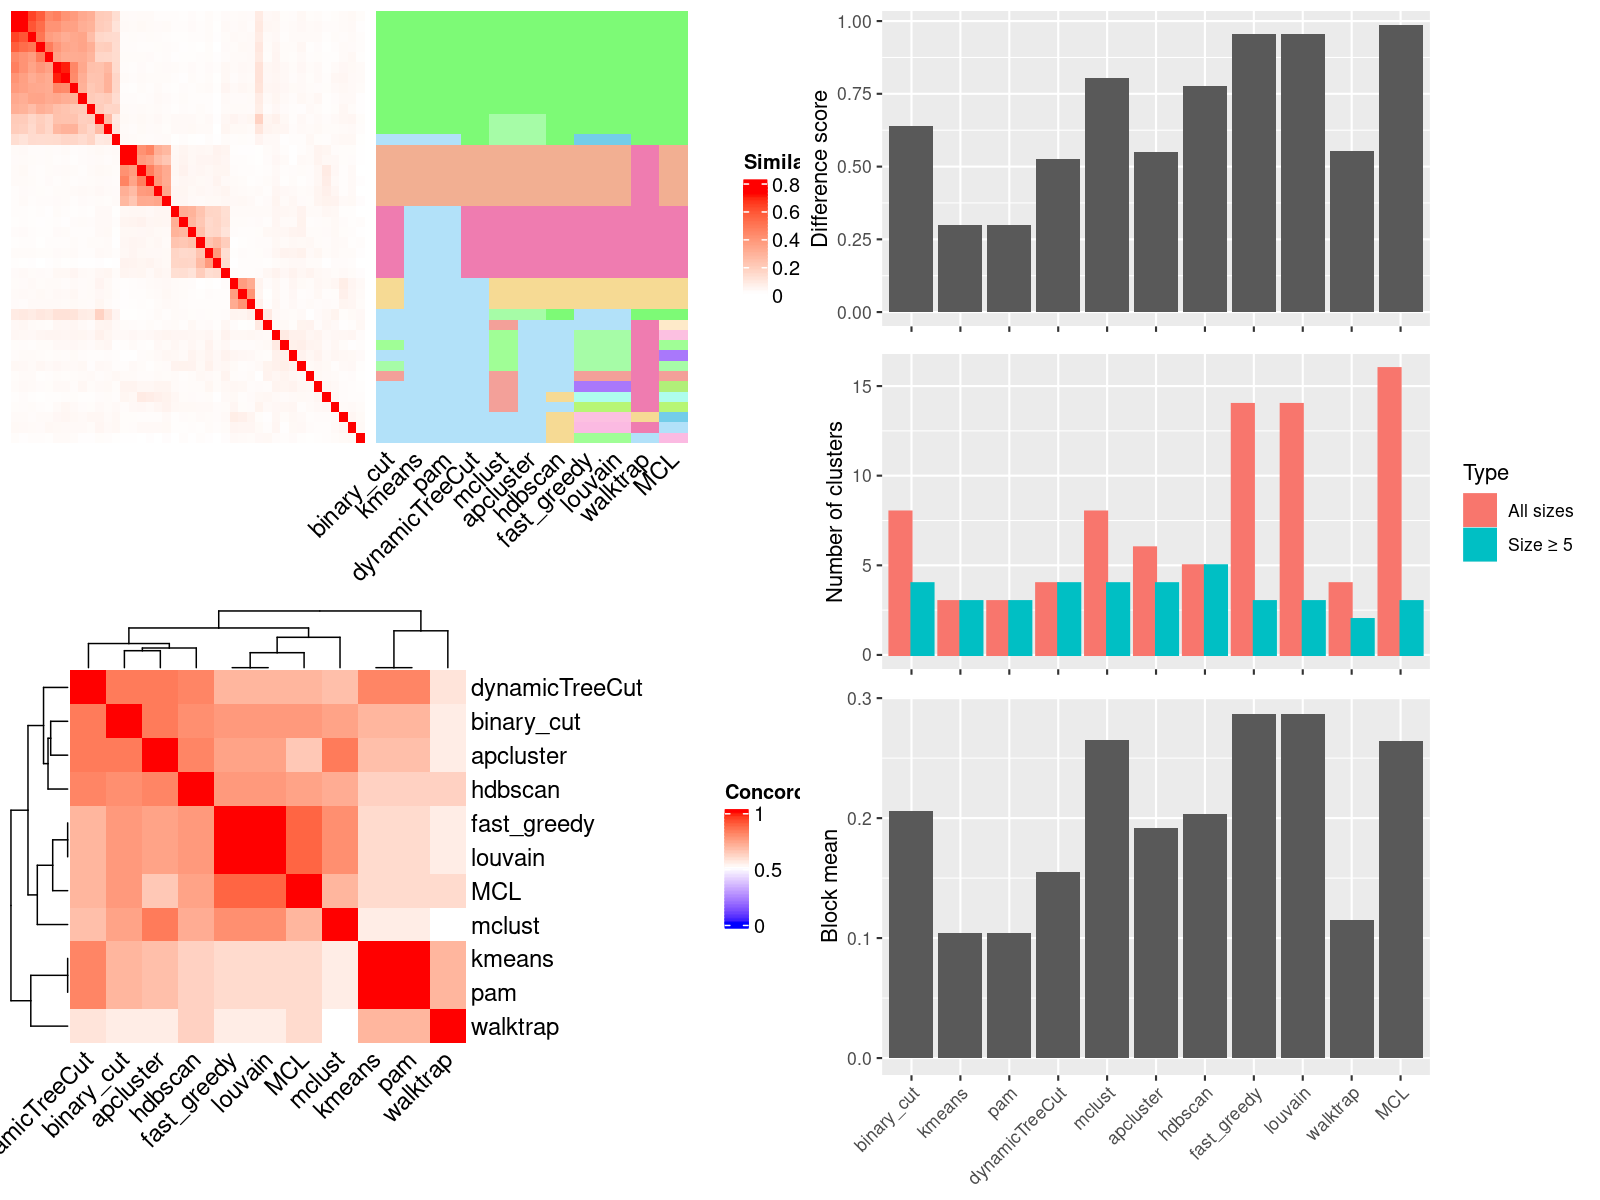 Simila
0.8
0.6
0.4
0.2
0
binary_cut
kmeans
pam
dynamicTreeCut
mclust
apcluster
hdbscan
fast_greedy
louvain
walktrap
MCL
dynamicTreeCut
binary_cut
apcluster
hdbscan
fast_greedy
louvain
MCL
mclust
kmeans
pam
walktrap
Concord
1
0.5
0
amicTreeCut
binary_cut
apcluster
hdbscan
fast_greedy
louvain
MCL
mclust
kmeans
pam
walktrap
Difference score
1.00
0.75
0.50
0.25
0.00
Number of clusters
15
10
5
0
Type
All sizes
Size ≥ 5
Block mean
0.3
0.2
0.1
0.0
binary_cut
kmeans
pam
dynamicTreeCut
mclust
apcluster
hdbscan
fast_greedy
louvain
walktrap
MCL